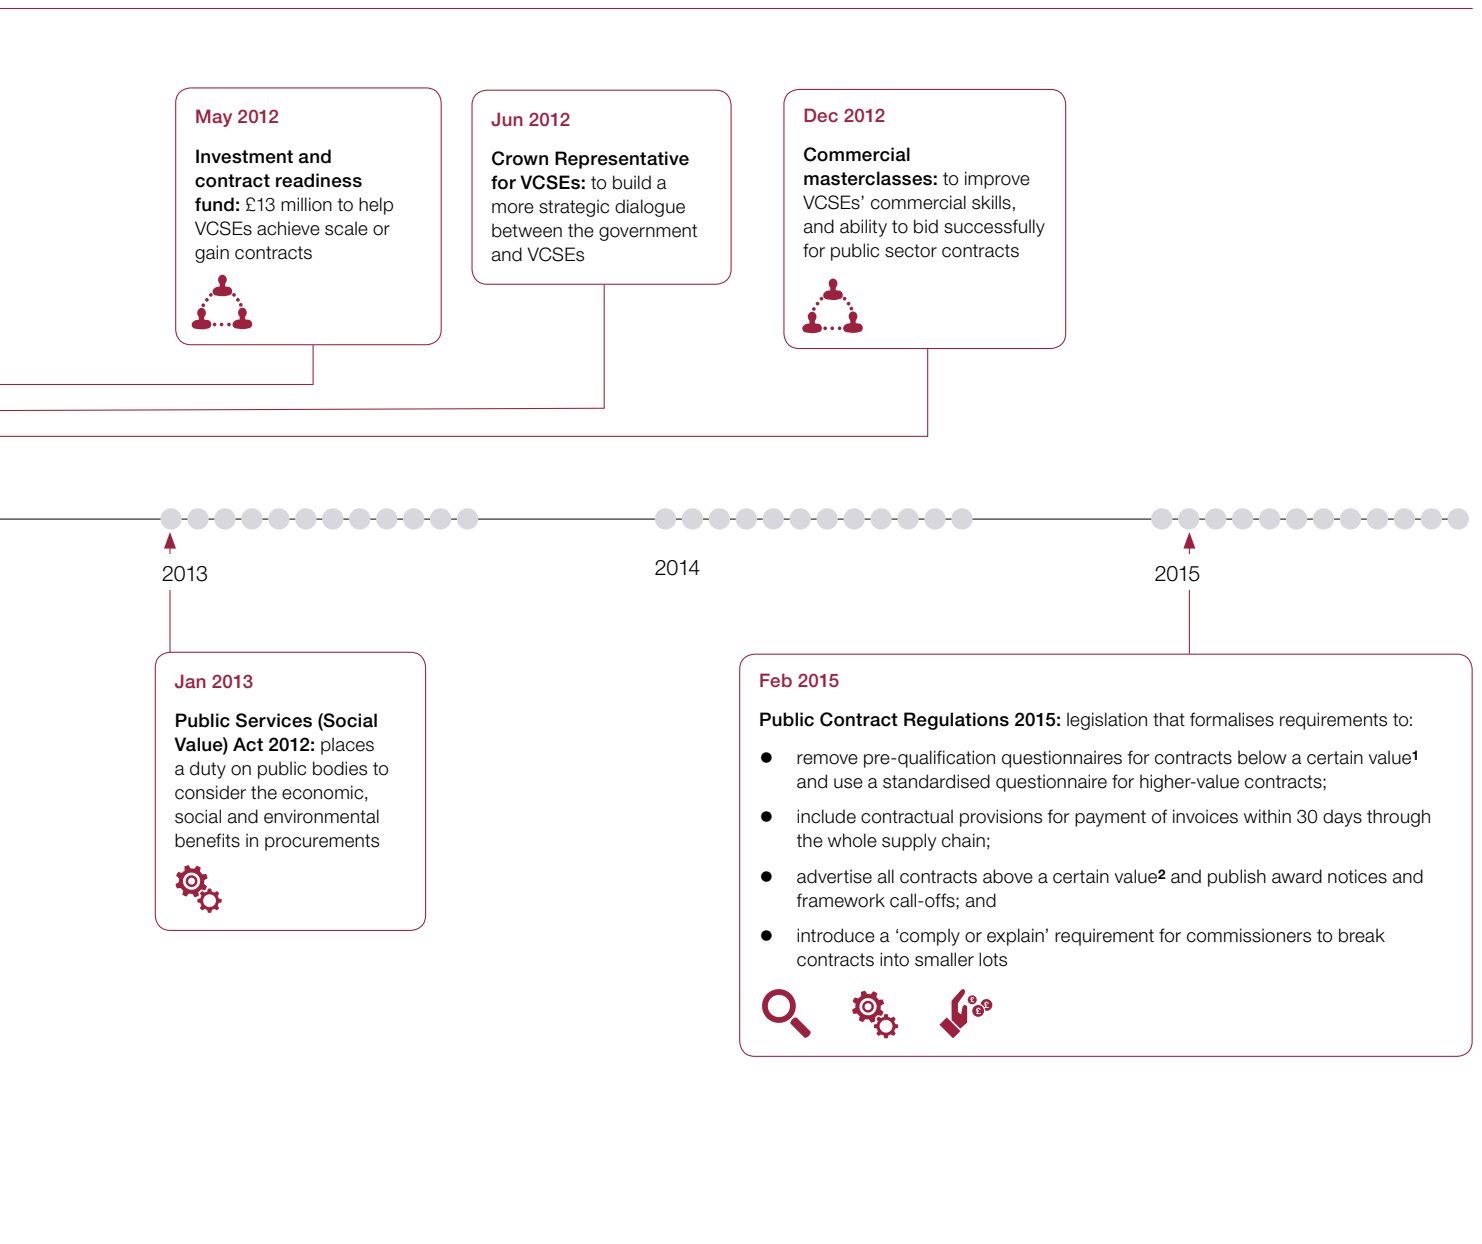 May 2012
Investment and
contract readiness
fund: £13 million to help
VCSEs achieve scale or
gain contracts
Jun 2012
Crown Representative
for VCSEs: to build a
more strategic dialogue
between the government
and VCSEs
Dec 2012
Commercial
masterclasses: to improve
VCSEs’ commercial skills,
and ability to bid successfully
for public sector contracts
2013
2014
2015
Jan 2013
Public Services (Social
Value) Act 2012: places
a duty on public bodies to
consider the economic,
social and environmental
benefits in procurements
Feb 2015
Public Contract Regulations 2015: legislation that formalises requirements to:
● remove pre-qualification questionnaires for contracts below a certain value¹
and use a standardised questionnaire for higher-value contracts;
● include contractual provisions for payment of invoices within 30 days through
the whole supply chain;
● advertise all contracts above a certain value² and publish award notices and
framework call-offs; and
● introduce a ‘comply or explain’ requirement for commissioners to break
contracts into smaller lots
£ £ £